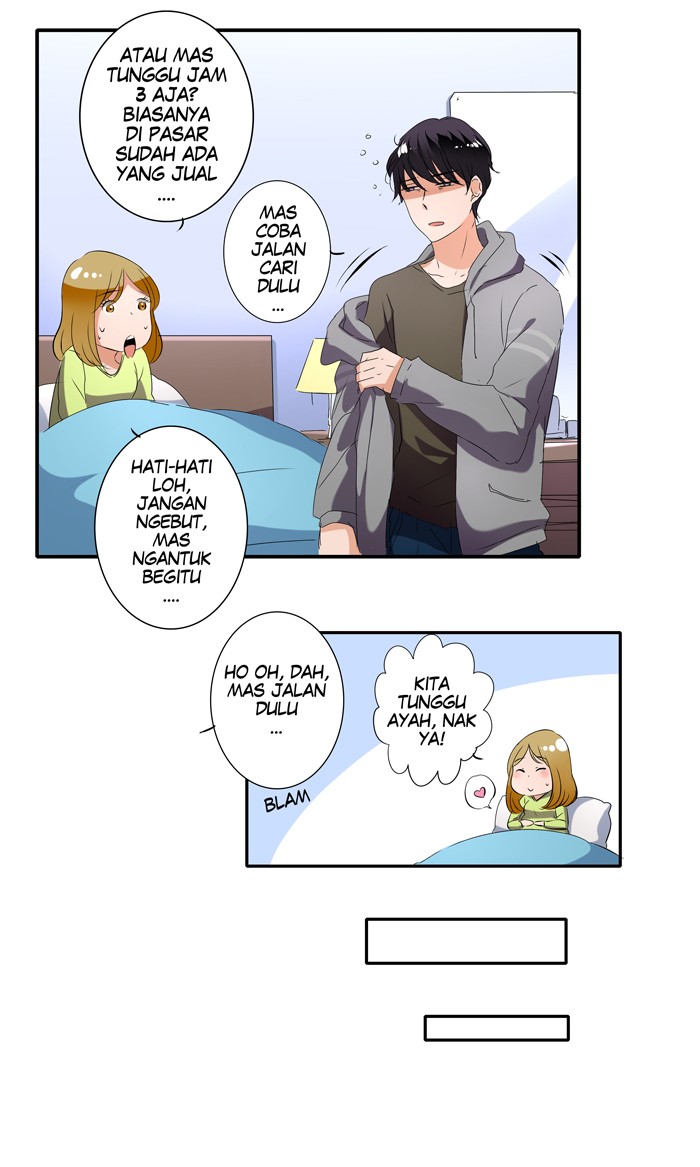 ATAU MAS
TUNGGU JAM
3 AJA?
BIASANYA
DI PASAR
SUDAH ADA
YANG JUAL
....
MAS
COBA
JALAN
CARI
DULU
...
HATI-HATI
LOH,
JANGAN
NGEBUT,
MAS
NGANTUK
BEGITU
....
HO OH, DAH,
MAS JALAN
DULU
...
KITA
TUNGGU
AYAH, NAK
YA!
BLAM